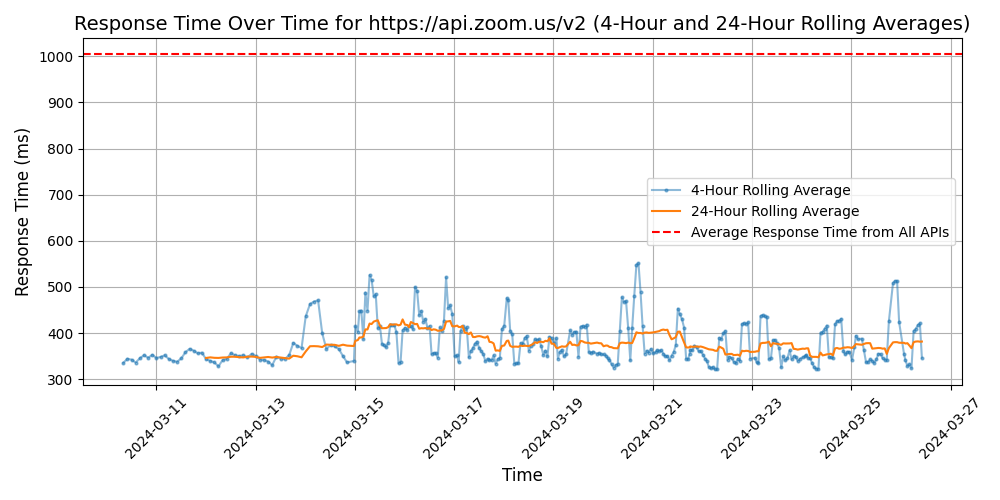 Response Time Over Time for https://api.zoom.us/v2 (4-Hour and 24-Hour Rolling Averages)
Response Time (ms)
1000
900
800
700
600
500
400
300
4-Hour Rolling Average
24-Hour Rolling Average
Average Response Time from All APIs
2024-03-11
2024-03-13
2024-03-15
2024-03-17
2024-03-19
2024-03-21
2024-03-23
2024-03-25
2024-03-27
Time